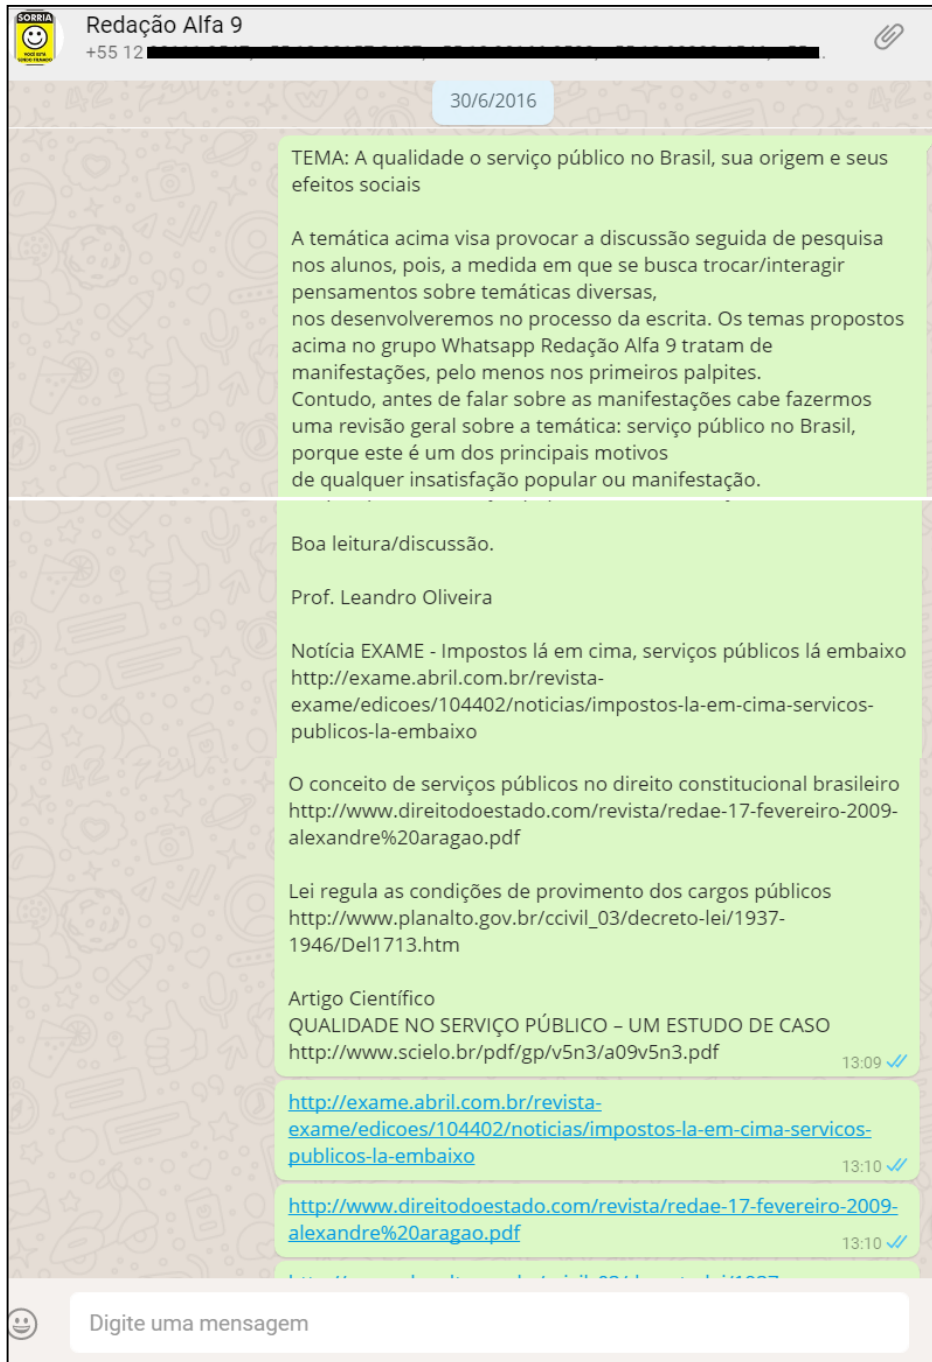 SORRIA
VOCÊ ESTÁ
SENDO FILMADO
Redação Alfa 9
+55 12
30/6/2016
TEMA: A qualidade o serviço público no Brasil, sua origem e seus
efeitos sociais
A temática acima visa provocar a discussão seguida de pesquisa
nos alunos, pois, a medida em que se busca trocar/interagir
pensamentos sobre temáticas diversas,
nos desenvolveremos no processo da escrita. Os temas propostos
acima no grupo Whatsapp Redação Alfa 9 tratam de
manifestações, pelo menos nos primeiros palpites.
Contudo, antes de falar sobre as manifestações cabe fazermos
uma revisão geral sobre a temática: serviço público no Brasil,
porque este é um dos principais motivos
de qualquer insatisfação popular ou manifestação.
Boa leitura/discussão.
Prof. Leandro Oliveira
Notícia EXAME - Impostos lá em cima, serviços públicos lá embaixo
http://exame.abril.com.br/revista-
exame/edicoes/104402/noticias/impostos-la-em-cima-servicos-
publicos-la-embaixo
O conceito de serviços públicos no direito constitucional brasileiro
http://www.direitodoestado.com/revista/redae-17-fevereiro-2009-
alexandre%20aragao.pdf
Lei regula as condições de provimento dos cargos públicos
http://www.planalto.gov.br/ccivil_03/decreto-lei/1937-
1946/Del1713.htm
Artigo Científico
QUALIDADE NO SERVIÇO PÚBLICO – UM ESTUDO DE CASO
http://www.scielo.br/pdf/gp/v5n3/a09v5n3.pdf
13:09
http://exame.abril.com.br/revista-
exame/edicoes/104402/noticias/impostos-la-em-cima-servicos-
publicos-la-embaixo
13:10
http://www.direitodoestado.com/revista/redae-17-fevereiro-2009-
alexandre%20aragao.pdf
13:10
Digite uma mensagem